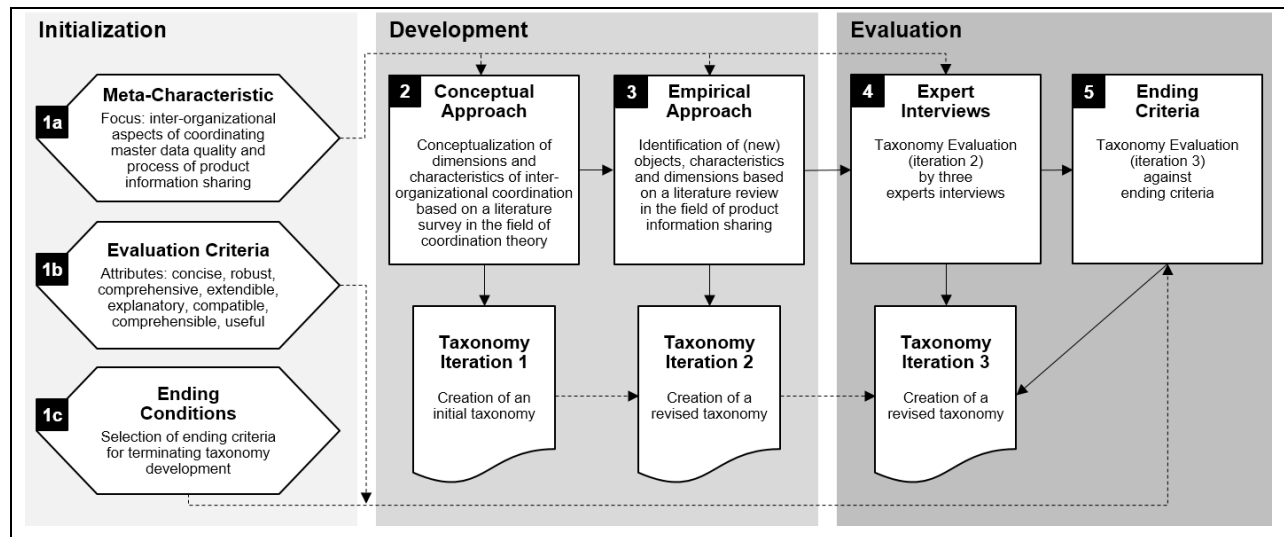 Initialization
1a
Meta-Characteristic
Focus: inter-organizational
aspects of coordinating
master data quality and
process of product
information sharing
1b
Evaluation Criteria
Attributes: concise, robust,
comprehensive, extendible,
explanatory, compatible,
comprehensible, useful
1c
Ending
Conditions
Selection of ending criteria
for terminating taxonomy
development
Development
2
Conceptual
Approach
Conceptualization of
dimensions and
characteristics of inter-
organizational coordination
based on a literature
survey in the field of
coordination theory
3
Empirical
Approach
Identification of (new)
objects, characteristics
and dimensions based
on a literature review
in the field of product
information sharing
Taxonomy
Iteration 1
Creation of an
initial taxonomy
Taxonomy
Iteration 2
Creation of a
revised taxonomy
Evaluation
4
Expert
Interviews
Taxonomy Evaluation
(iteration 2)
by three
experts interviews
5
Ending
Criteria
Taxonomy Evaluation
(iteration 3)
against
ending criteria
Taxonomy
Iteration 3
Creation of a
revised taxonomy